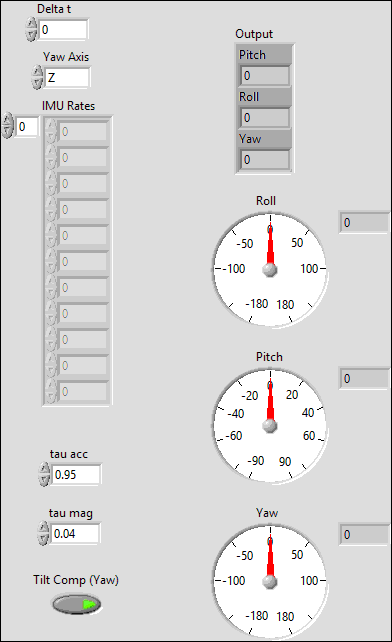 Delta t
0
Yaw Axis
Z
IMU Rates
0
0
0
0
0
0
0
0
0
0
0
0
tau acc
0.95
tau mag
0.04
Tilt Comp (Yaw)
Output
Pitch
0
Roll
0
Yaw
0
Roll
0
-50 0 50
-100 100
-180 180
Pitch
0
-20 0 20
-40 40
-60 60
-90 90
Yaw
0
-50 0 50
-100 100
-180 180